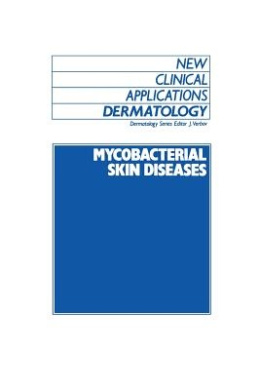 NEW
CLINICAL
APPLICATIONS
DERMATOLOGY
Dermatology Series Editor J. Verbov
MYCOBACTERIAL
SKIN DISEASES